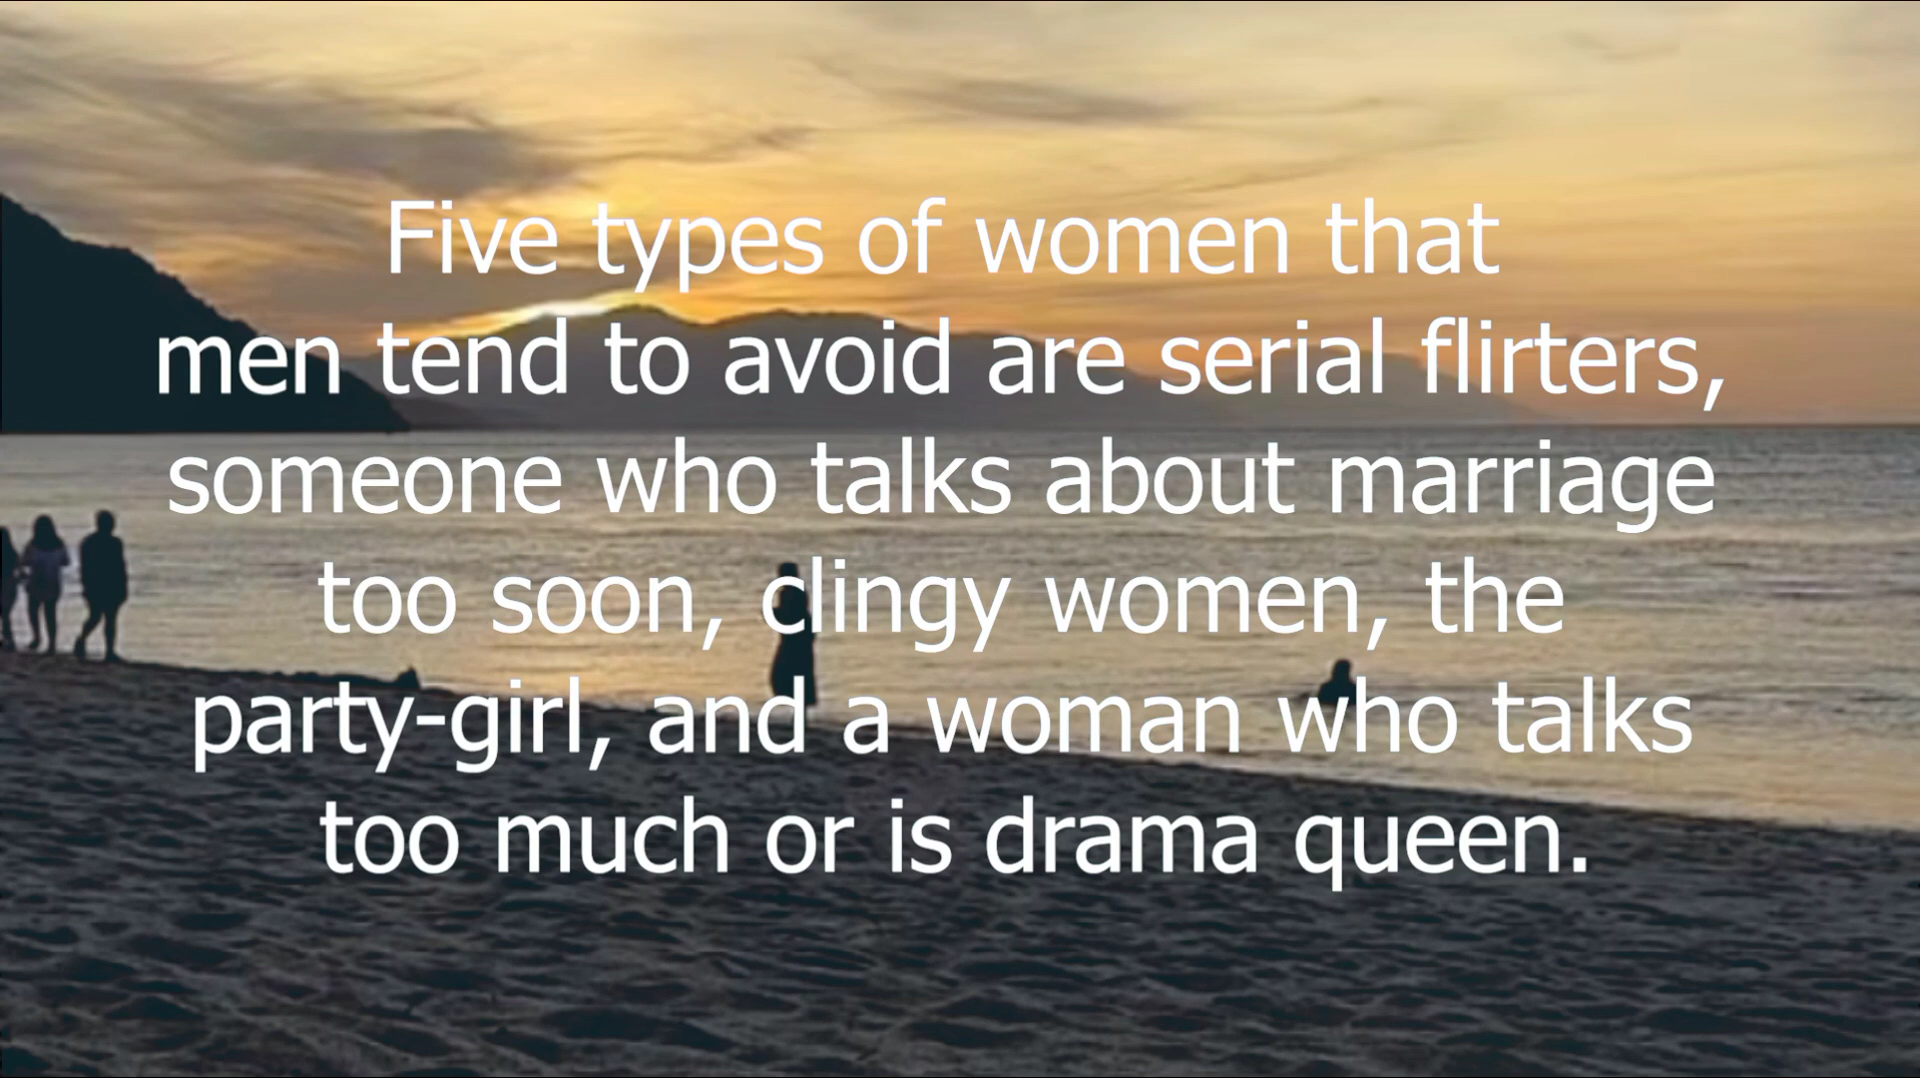 Five types of women that
men tend to avoid are serial flirters,
someone who talks about marriage
too soon, clingy women, the
party-girl, and a woman who talks
too much or is drama queen.